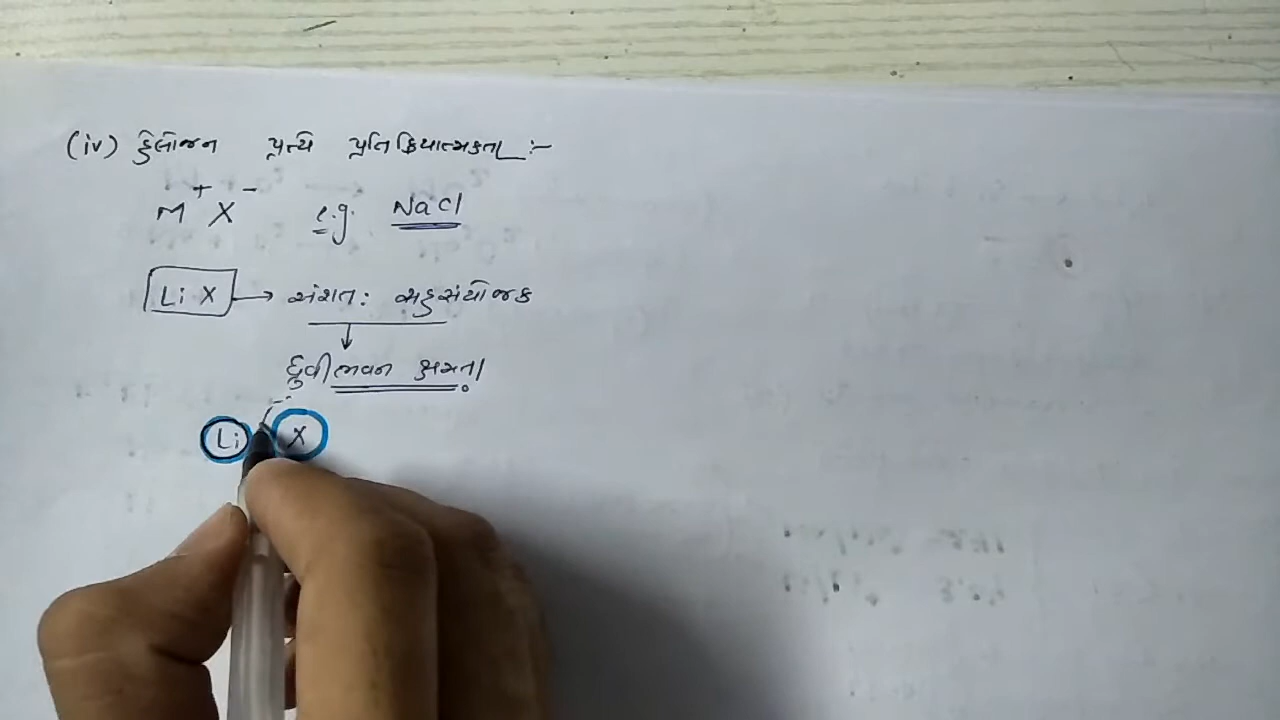 (iv) હેલોજન પ્રત્યે પ્રતિક્રિયાત્મકતા :-
M⁺ X⁻ e.g. NaCl
Li X → અંશતઃ સહસંયોજક
ધ્રુવીભવન ક્ષમતા
Li X